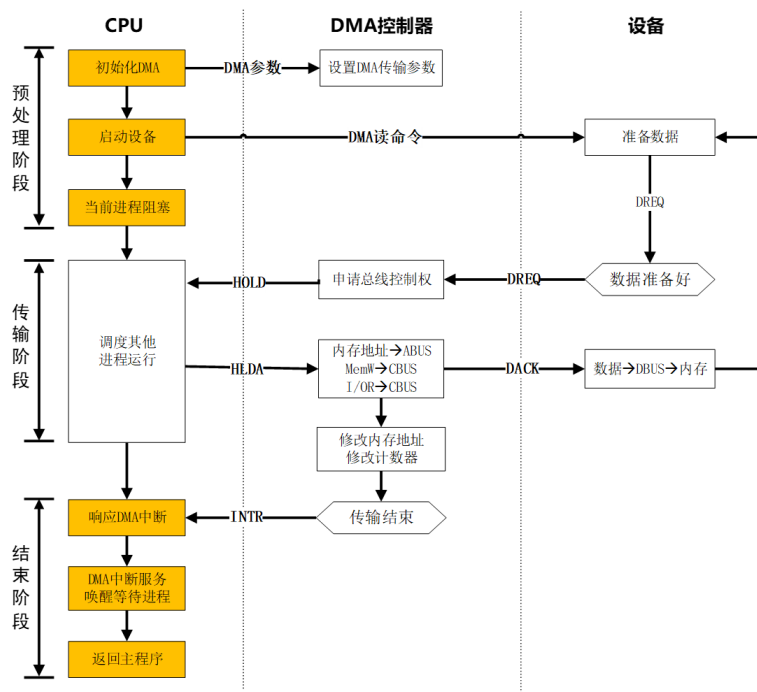 CPU
DMA控制器
设备
预处理阶段
初始化DMA
DMA参数
设置DMA传输参数
启动设备
DMA读命令
准备数据
当前进程阻塞
DREQ
传输阶段
调度其他
进程运行
HOLD
申请总线控制权
DREQ
数据准备好
HLDA
内存地址→ABUS
MemW→CBUS
I/OR→CBUS
DACK
数据→DBUS→内存
修改内存地址
修改计数器
结束阶段
响应DMA中断
INTR
传输结束
DMA中断服务
唤醒等待进程
返回主程序